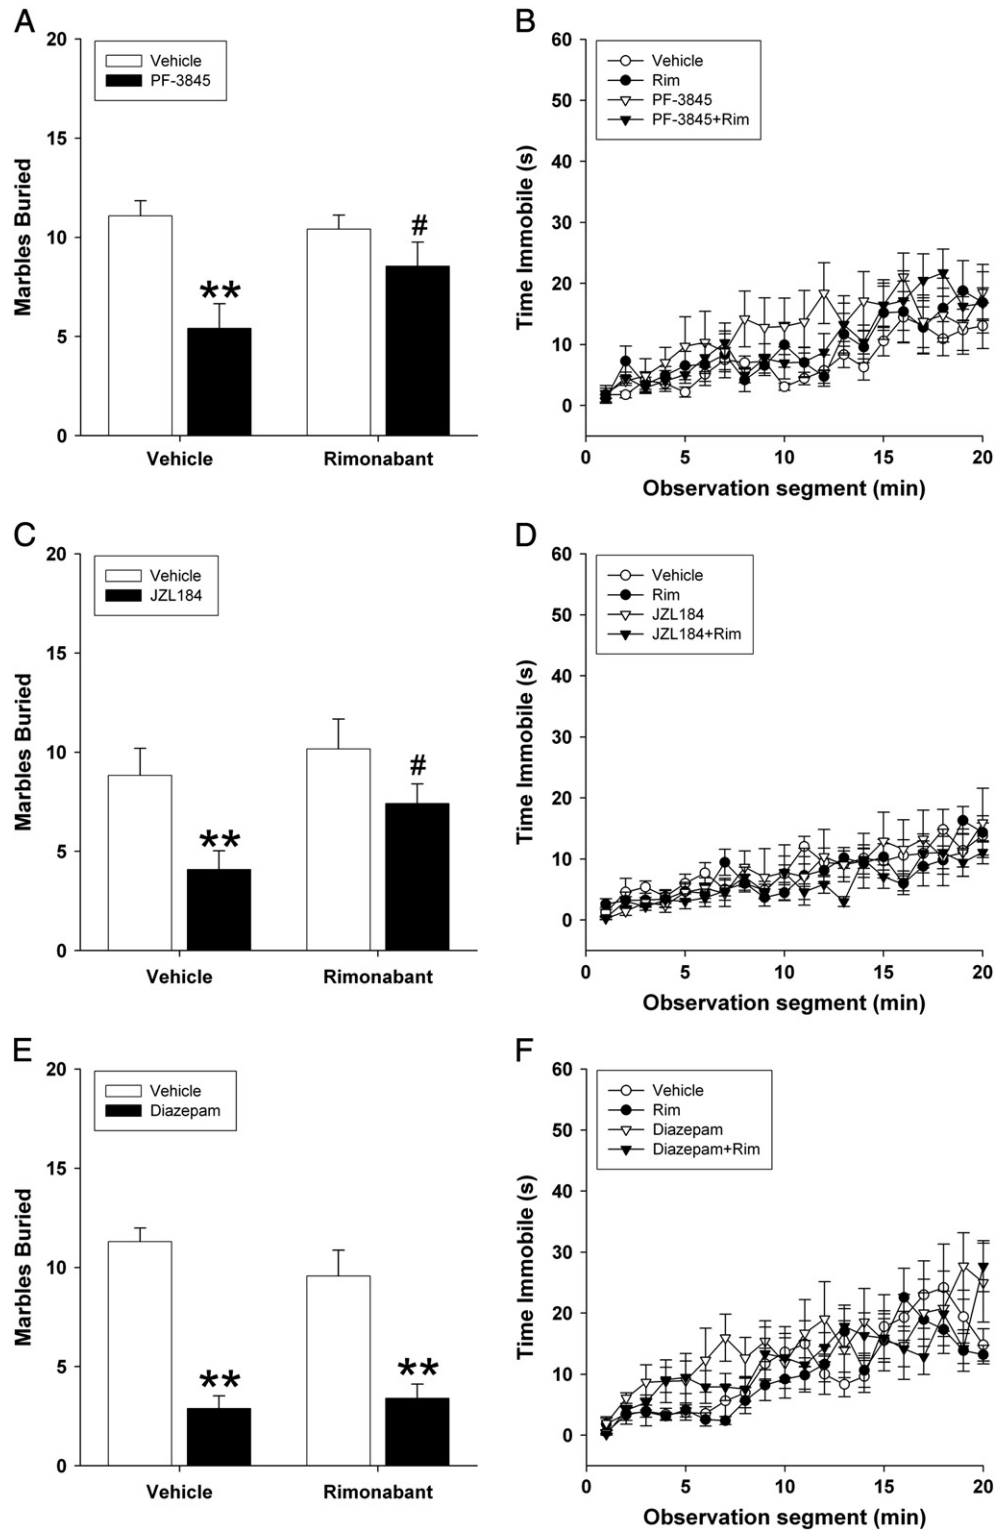 A
20
15
10
5
0
Marbles Buried
Vehicle
PF-3845
**
#
Vehicle
Rimonabant
B
60
50
40
30
20
10
0
Time Immobile (s)
Vehicle
Rim
PF-3845
PF-3845+Rim
0
5
10
15
20
Observation segment (min)
C
20
15
10
5
0
Marbles Buried
Vehicle
JZL184
**
#
Vehicle
Rimonabant
D
60
50
40
30
20
10
0
Time Immobile (s)
Vehicle
Rim
JZL184
JZL184+Rim
0
5
10
15
20
Observation segment (min)
E
20
15
10
5
0
Marbles Buried
Vehicle
Diazepam
**
**
Vehicle
Rimonabant
F
60
50
40
30
20
10
0
Time Immobile (s)
Vehicle
Rim
Diazepam
Diazepam+Rim
0
5
10
15
20
Observation segment (min)